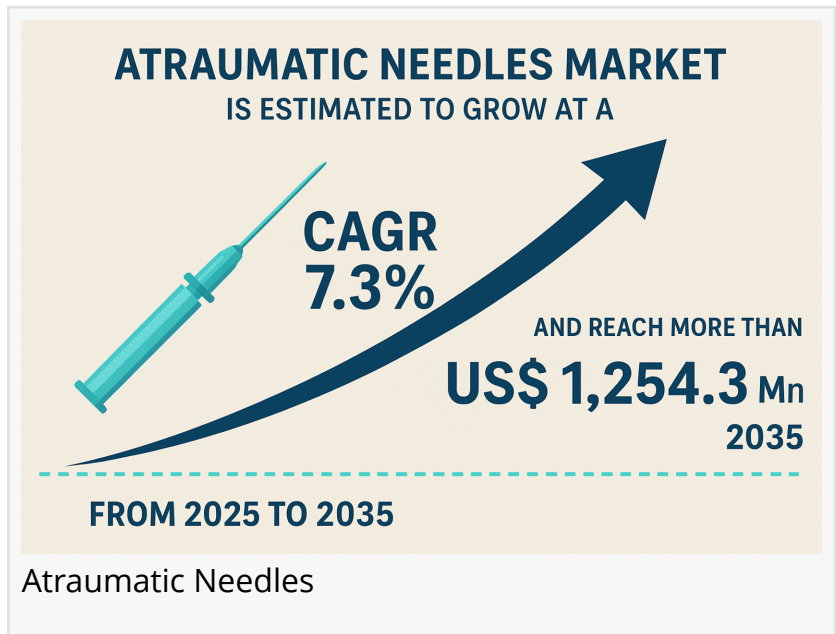 ATRAUMATIC NEEDLES MARKET
IS ESTIMATED TO GROW AT A
CAGR
7.3%
AND REACH MORE THAN
US$ 1,254.3 Mn
2035
FROM 2025 TO 2035
Atraumatic Needles